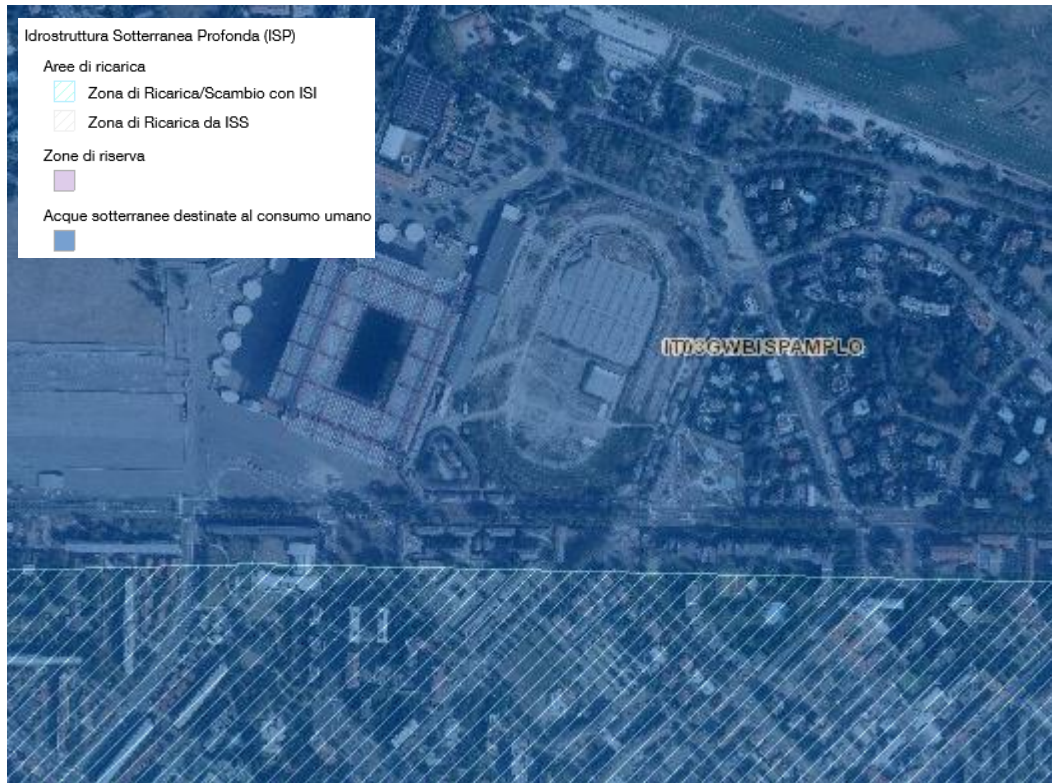 Idrostruttura Sotterranea Profonda (ISP)
Aree di ricarica
Zona di Ricarica/Scambio con ISI
Zona di Ricarica da ISS
Zone di riserva
Acque sotterranee destinate al consumo umano
IT03GWBISPAMPLO